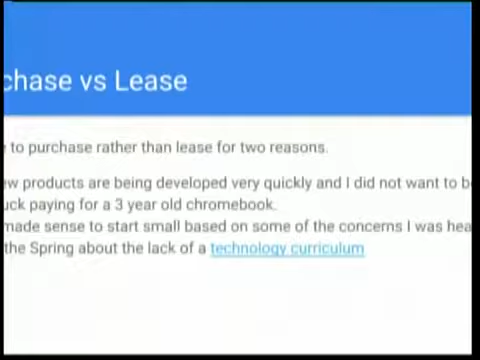 chase vs Lease
to purchase rather than lease for two reasons.
ew products are being developed very quickly and I did not want to b
uck paying for a 3 year old chromebook.
made sense to start small based on some of the concerns I was hea
the Spring about the lack of a technology curriculum